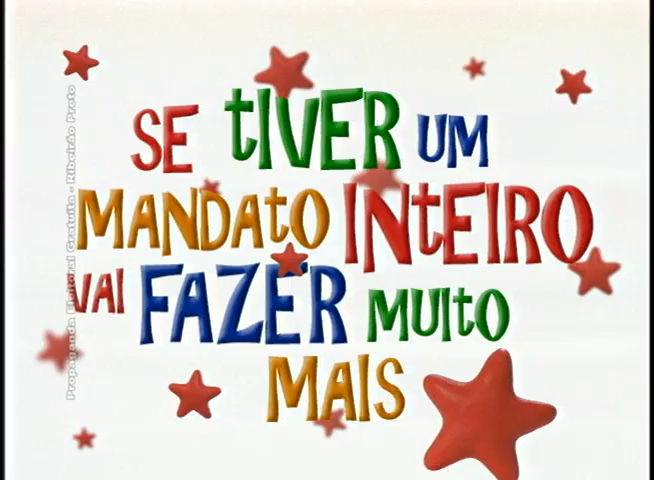 SE tIVER UM
MANDAtO INtEIRO
VAI FAZER MUItO
MAIS
Propaganda Eleitoral Gratuita - Ribeirão Preto